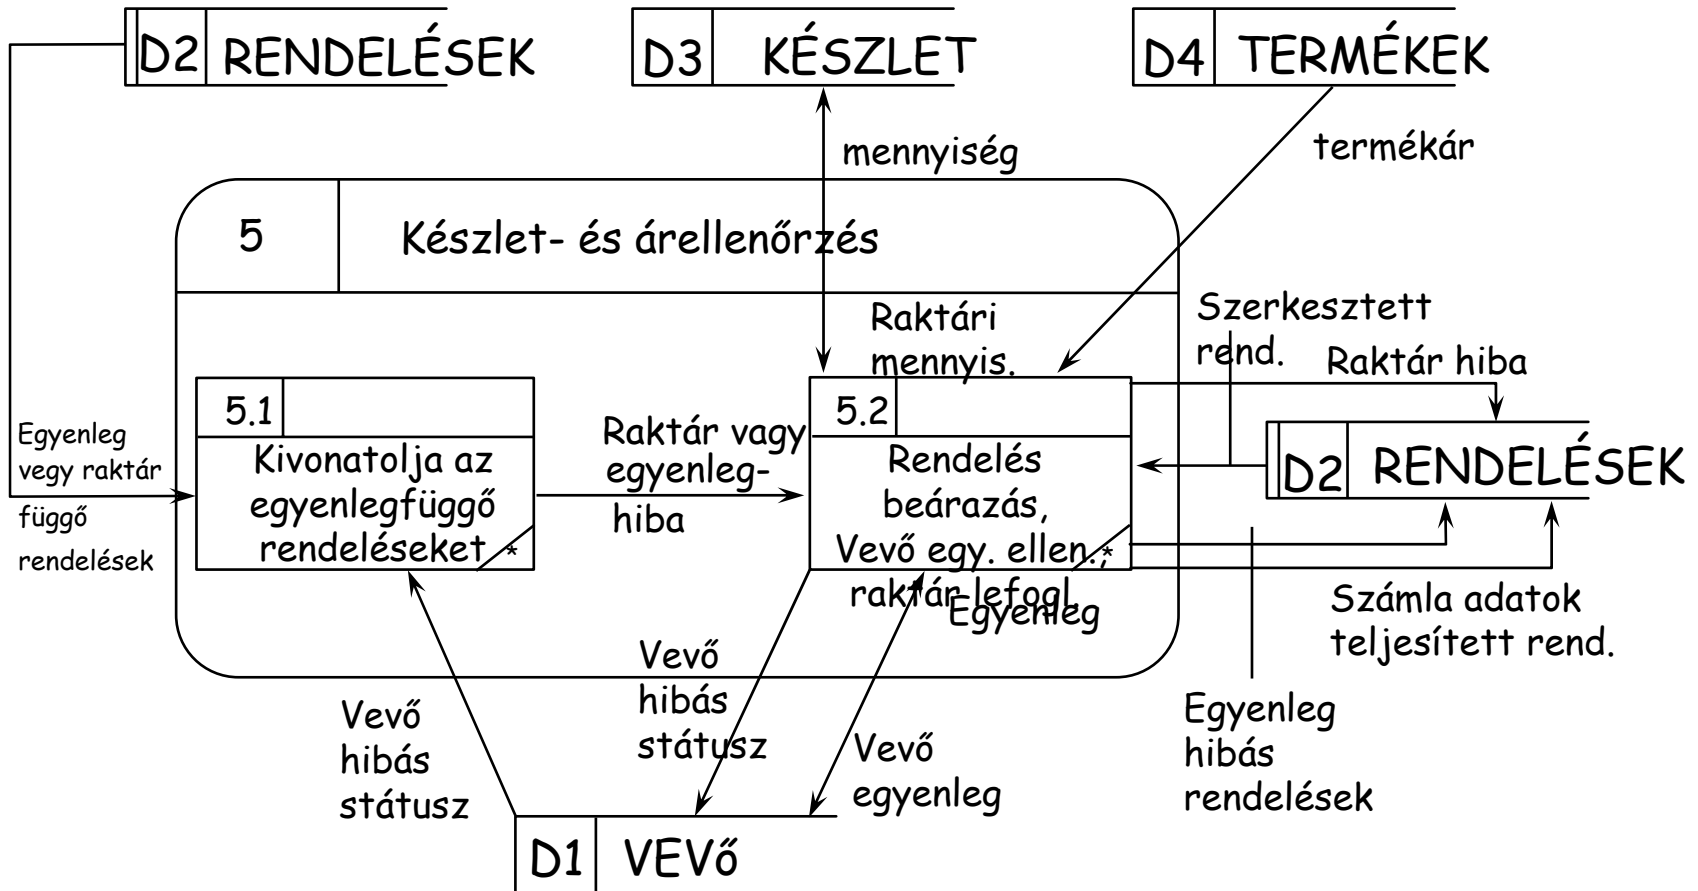 D2 RENDELÉSEK
D3 KÉSZLET
D4 TERMÉKEK
mennyiség
termékár
5 Készlet- és árellenőrzés
Raktári
mennyis.
Szerkesztett
rend.
Raktár hiba
Egyenleg
vegy raktár
függő
rendelések
5.1
Kivonatolja az
egyenlegfüggő
rendeléseket
*
Raktár vagy
egyenleg-
hiba
5.2
Rendelés
beárazás,
Vevő egy. ellen.,
raktár lefogl.
*
Egyenleg
D2 RENDELÉSEK
Számla adatok
teljesített rend.
Vevő
hibás
státusz
Vevő
hibás
státusz
Vevő
egyenleg
Egyenleg
hibás
rendelések
D1 VEVő